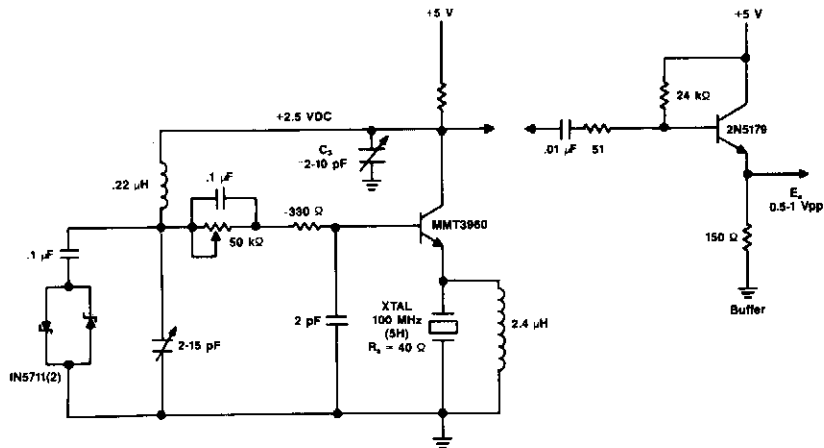 +5 V
+5 V
+2.5 VDC
24 kΩ
C₃
2-10 pF
2N5179
.01 µF
51
.22 µH
.1 µF
-330 Ω
MMT3960
50 kΩ
Eₒ
0.5-1 Vpp
.1 µF
150 Ω
XTAL
100 MHz
(5H)
Rₛ = 40 Ω
2.4 µH
2 pF
2-15 pF
Buffer
IN5711(2)